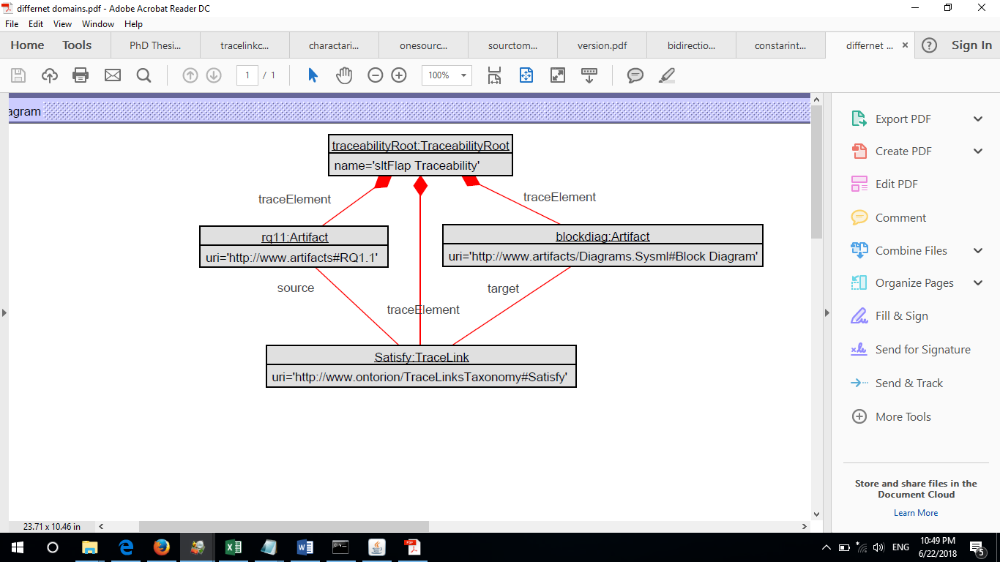 differnet domains.pdf - Adobe Acrobat Reader DC
File Edit View Window Help
Home Tools PhD Thesi... tracelinkc... charactari... onesourc... sourctom... version.pdf bidirectio... constarint... differnet ... × ? Sign In
1 / 1 100%
agram
traceabilityRoot:TraceabilityRoot
name='sltFlap Traceability'
traceElement
traceElement
rq11:Artifact
uri='http://www.artifacts#RQ1.1'
blockdiag:Artifact
uri='http://www.artifacts/Diagrams.Sysml#Block Diagram'
source
target
traceElement
Satisfy:TraceLink
uri='http://www.ontorion/TraceLinksTaxonomy#Satisfy'
Export PDF
Create PDF
Edit PDF
Comment
Combine Files
Organize Pages
Fill & Sign
Send for Signature
Send & Track
More Tools
Store and share files in the
Document Cloud
Learn More
23.71 x 10.46 in
ENG
10:49 PM
6/22/2018
5